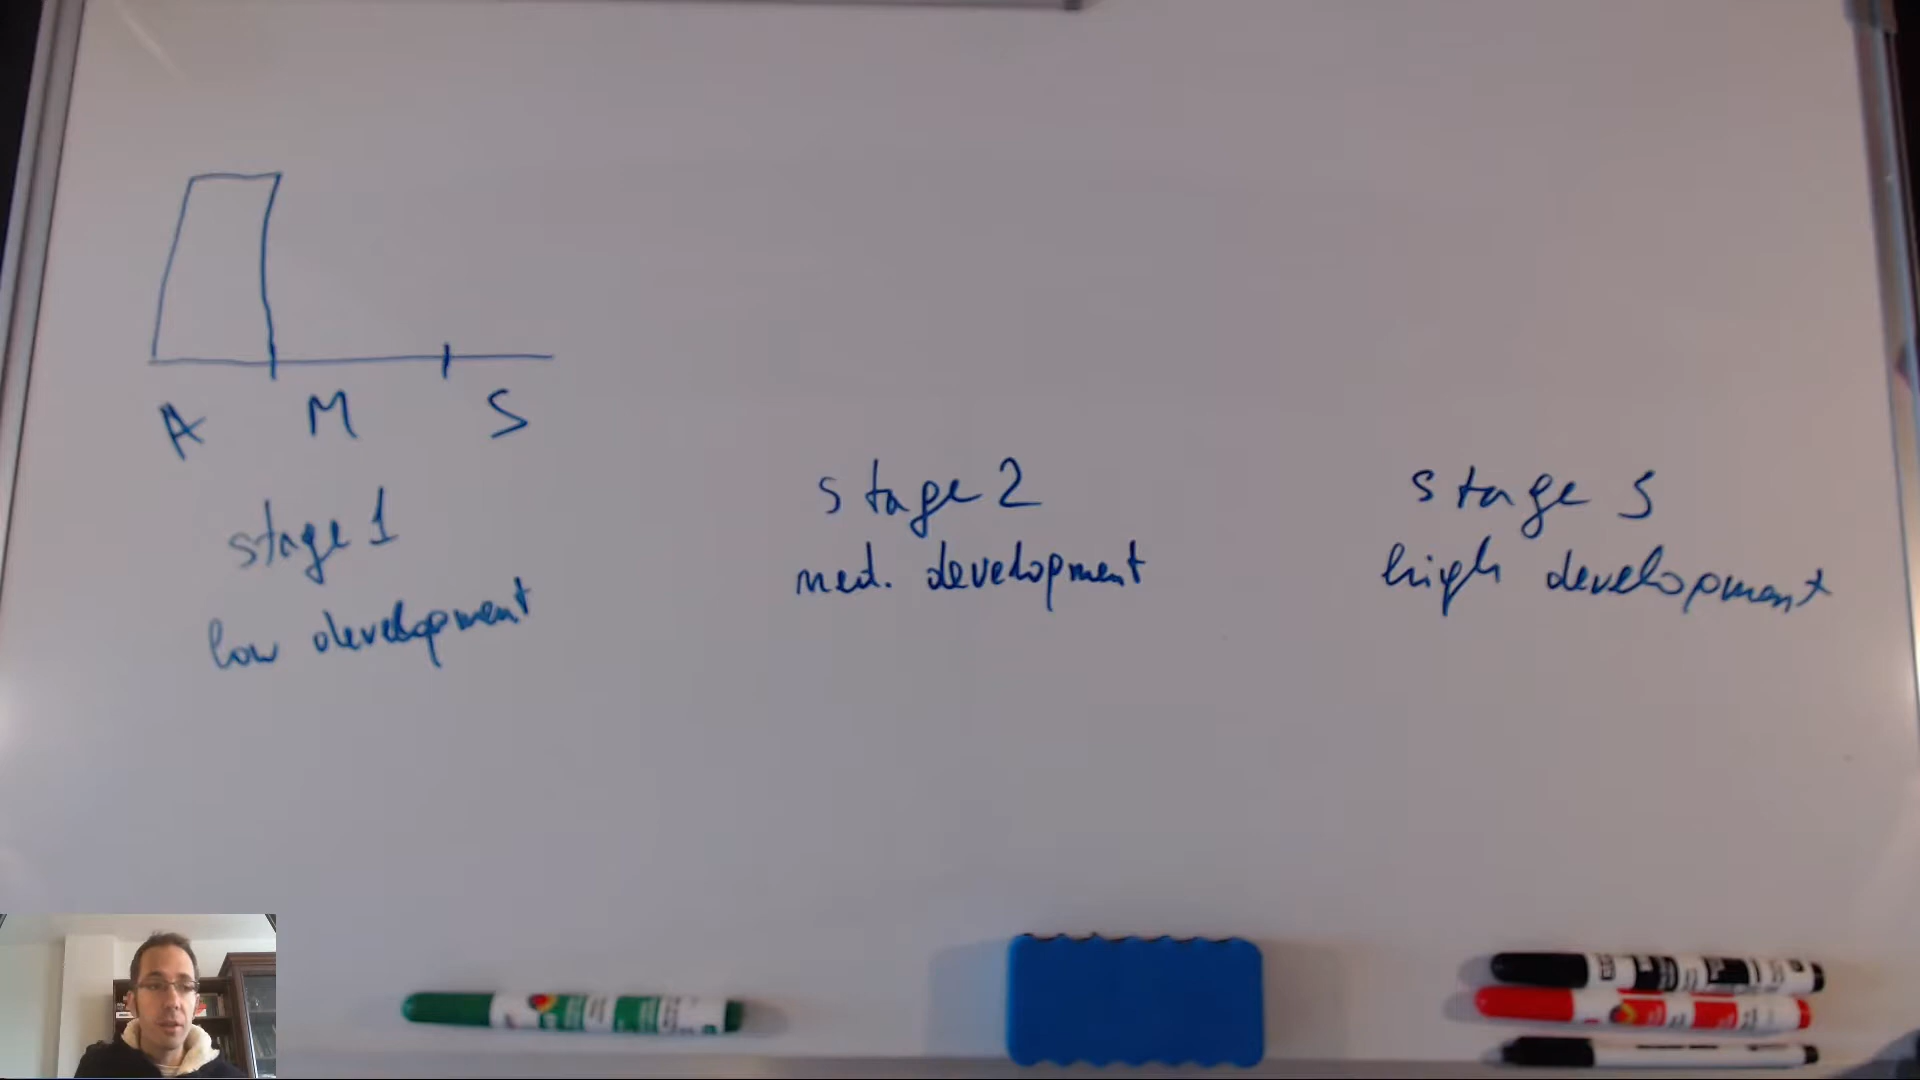 A M S
stage 1
low development
stage 2
med. development
stage 3
high development